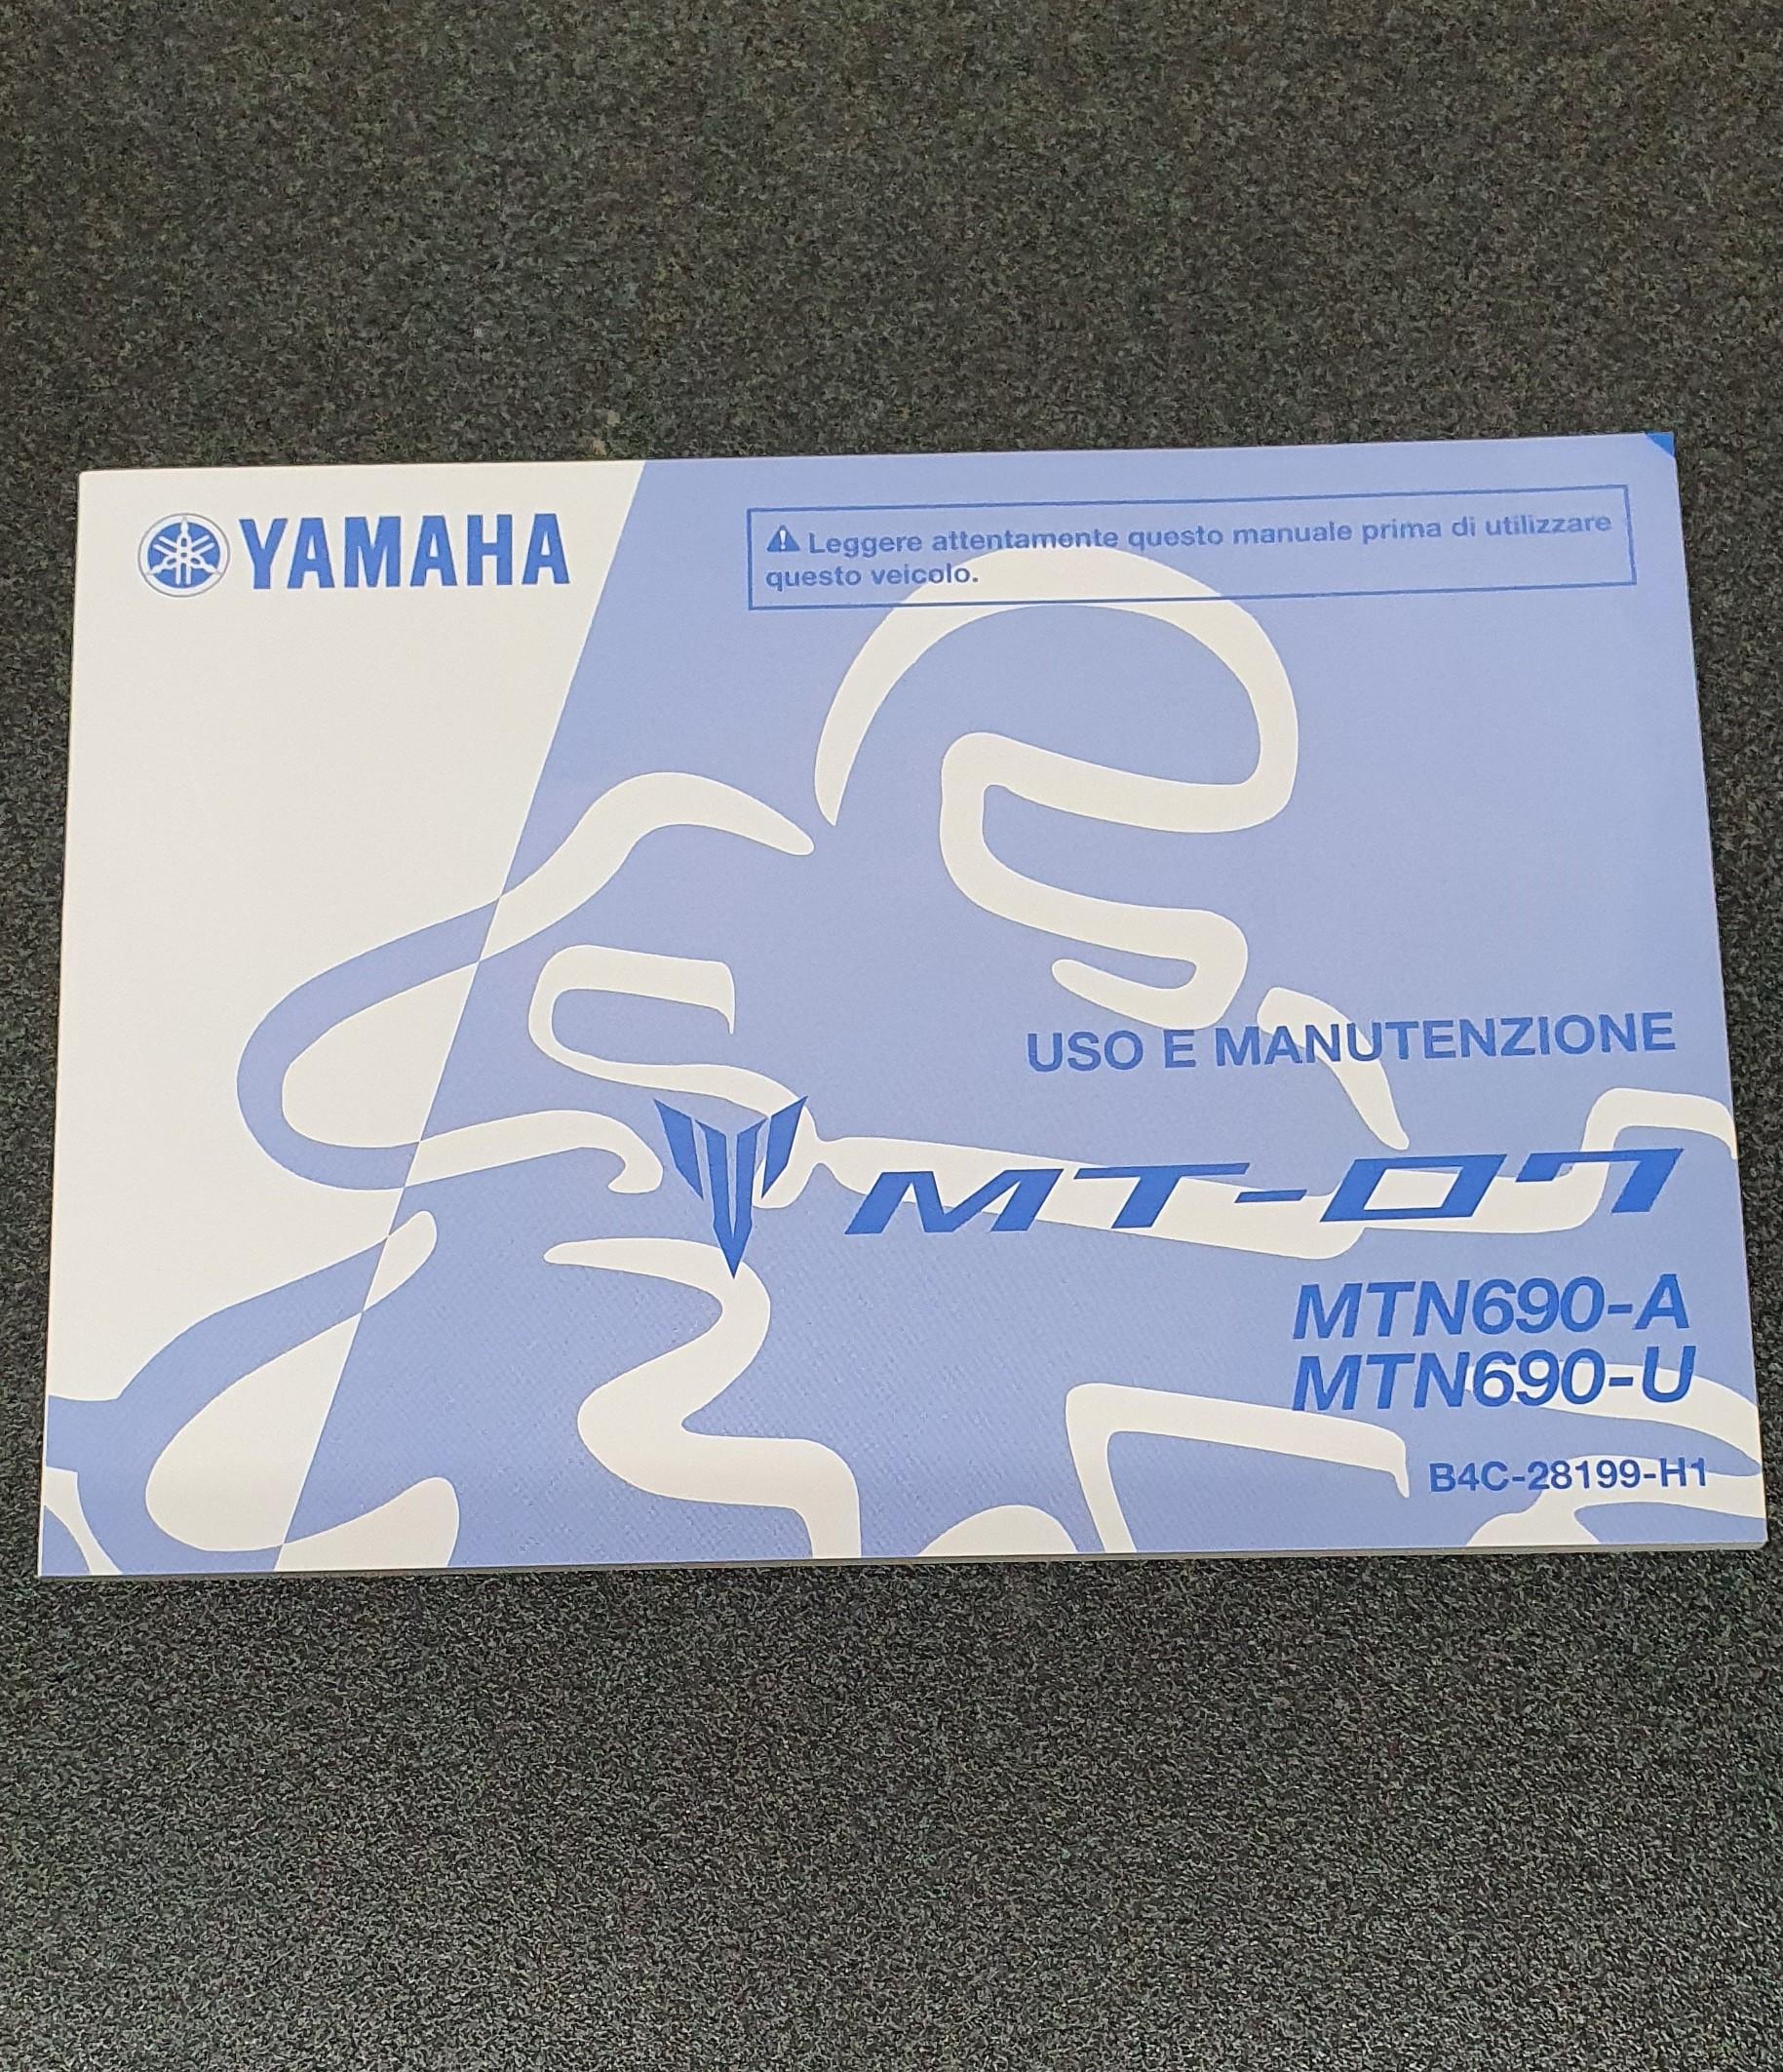 YAMAHA
⚠ Leggere attentamente questo manuale prima di utilizzare
questo veicolo.
USO E MANUTENZIONE
MT-07
MTN690-A
MTN690-U
B4C-28199-H1